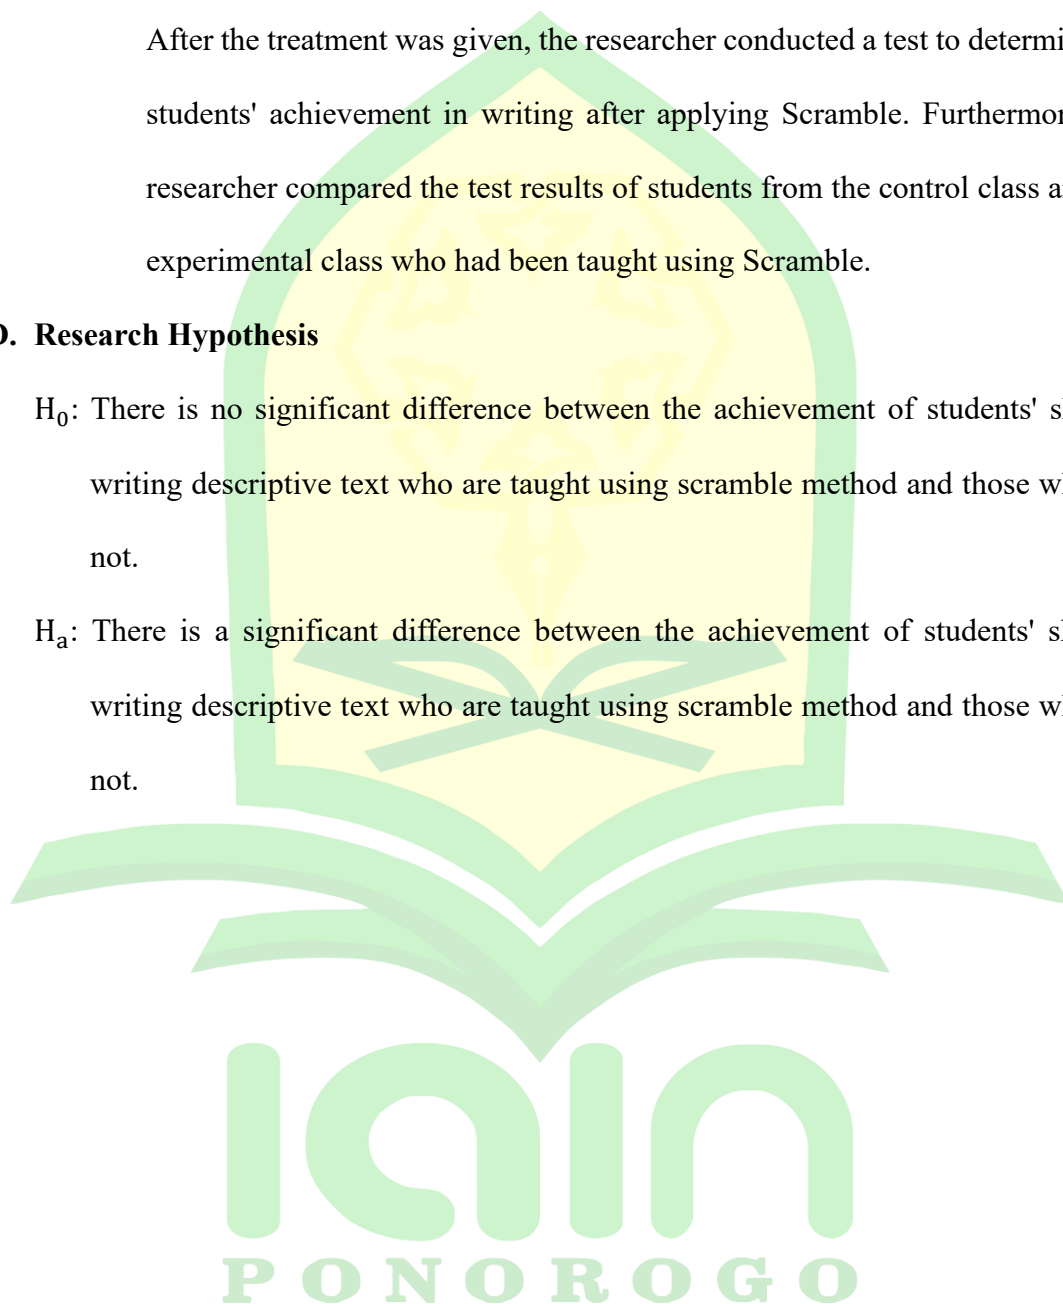 After the treatment was given, the researcher conducted a test to
students' achievement in writing after applying Scramble.
researcher compared the test results of students from the control class
experimental class who had been taught using Scramble.
D. Research Hypothesis
H₀: There is no significant difference between the achievement of students'
writing descriptive text who are taught using scramble method and those
not.
Hₐ: There is a significant difference between the achievement of students'
writing descriptive text who are taught using scramble method and those
not.
iain
PONOROGO